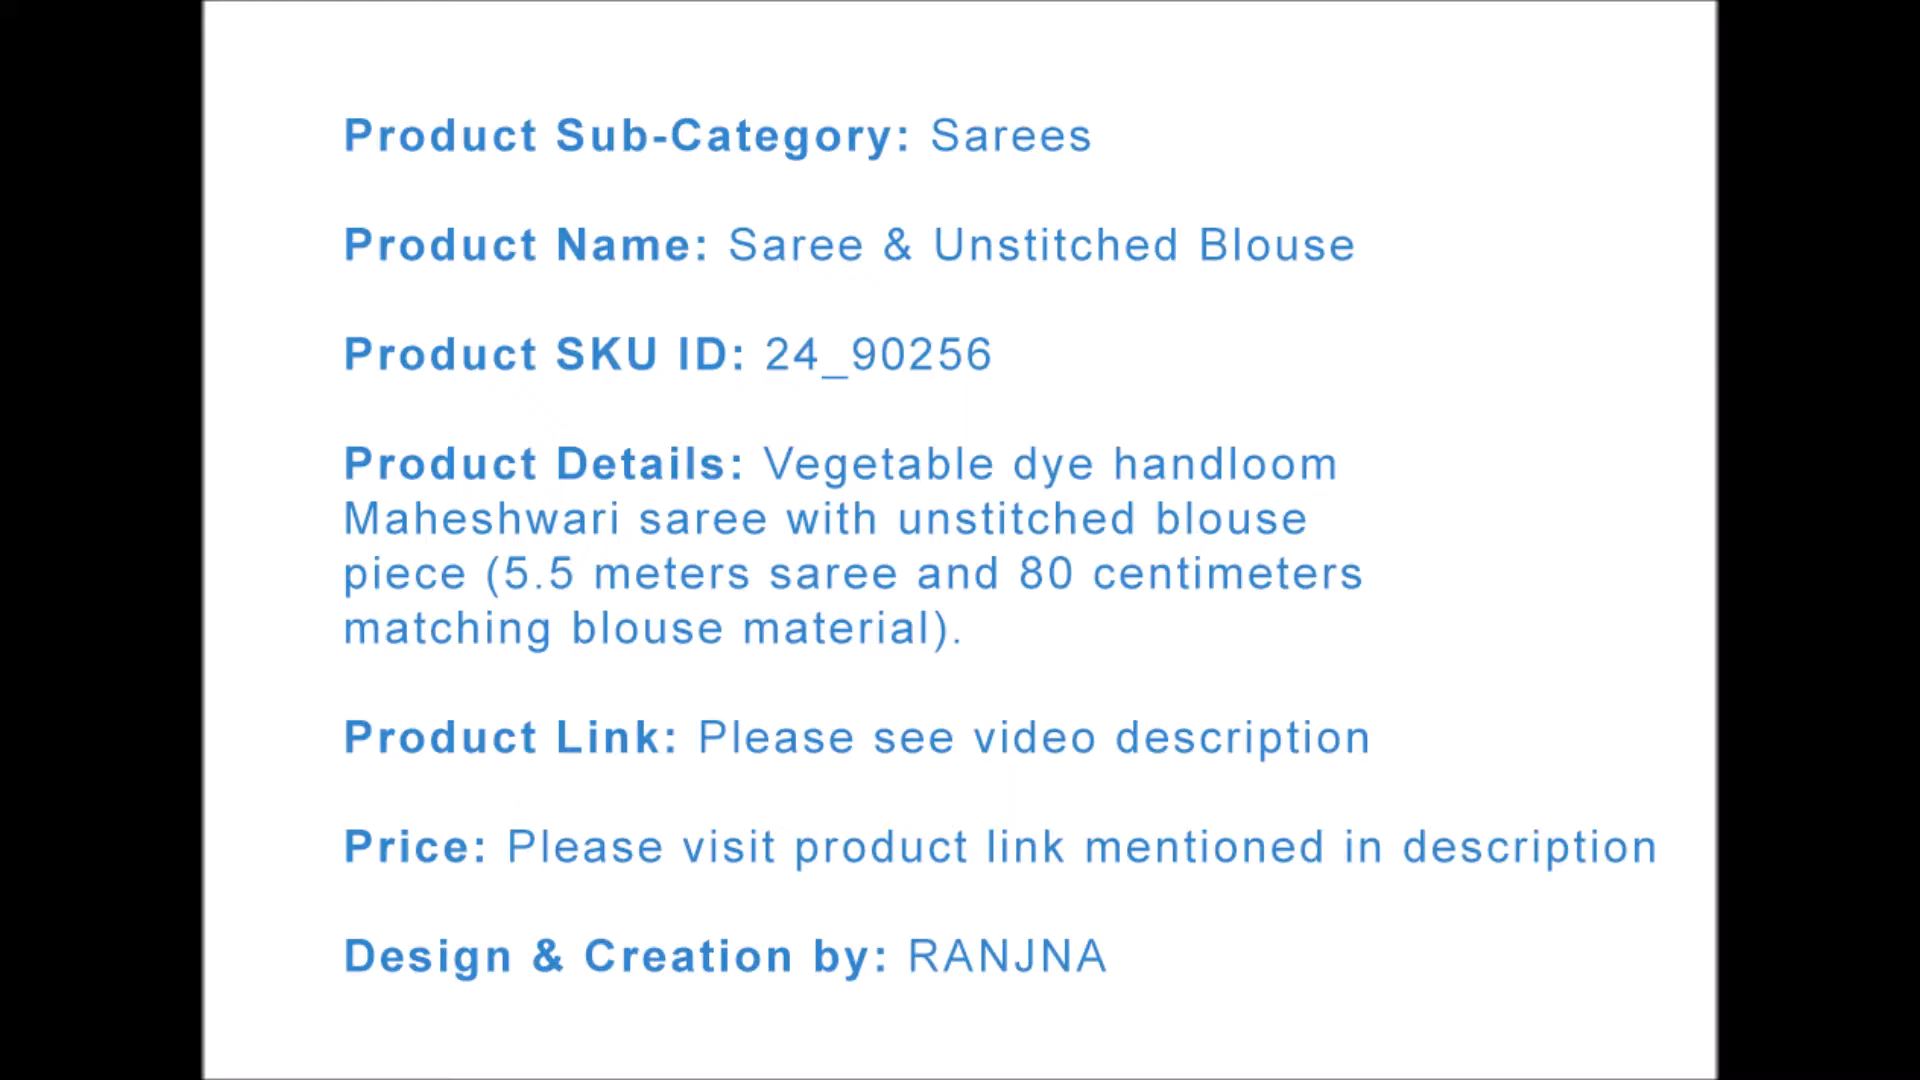 Product Sub-Category: Sarees
Product Name: Saree & Unstitched Blouse
Product SKU ID: 24_90256
Product Details: Vegetable dye handloom
Maheshwari saree with unstitched blouse
piece (5.5 meters saree and 80 centimeters
matching blouse material).
Product Link: Please see video description
Price: Please visit product link mentioned in description
Design & Creation by: RANJNA